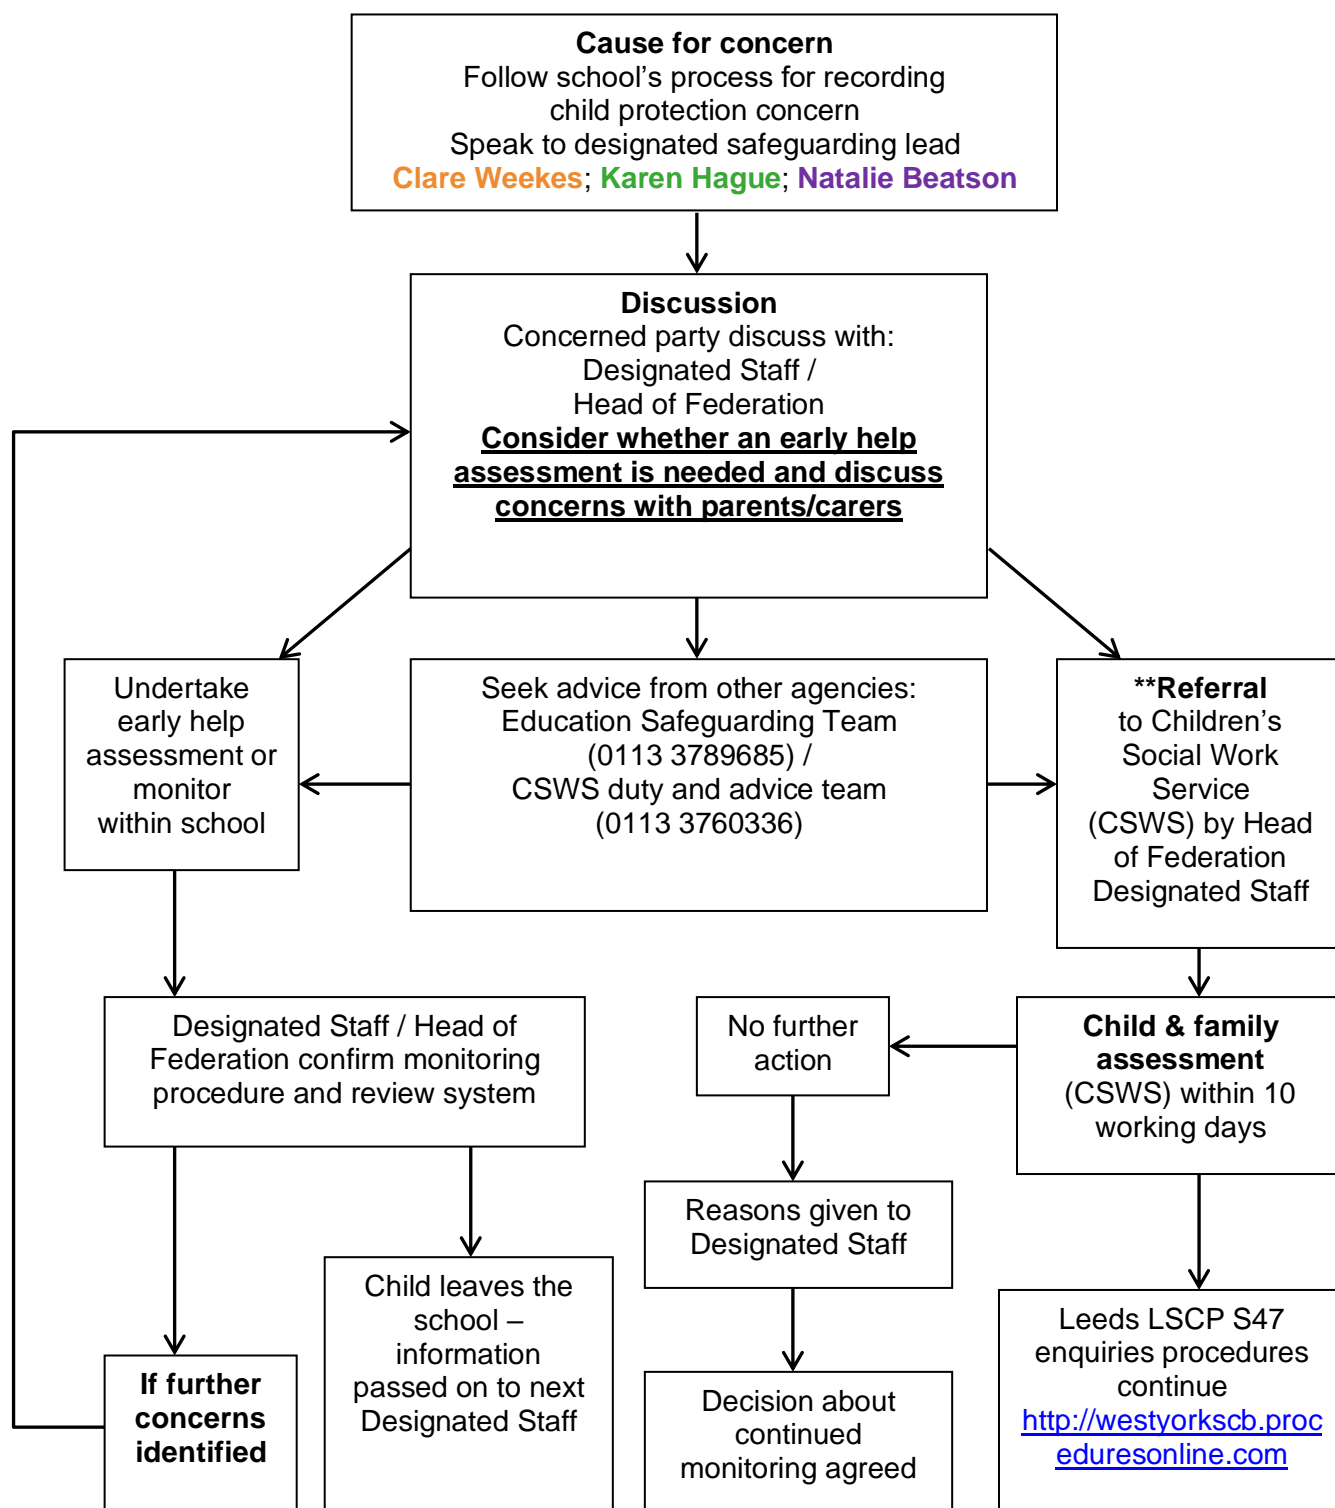 Cause for concern
Follow school’s process for recording
child protection concern
Speak to designated safeguarding lead
Clare Weekes; Karen Hague; Natalie Beatson
Discussion
Concerned party discuss with:
Designated Staff /
Head of Federation
Consider whether an early help
assessment is needed and discuss
concerns with parents/carers
Undertake
early help
assessment or
monitor
within school
Seek advice from other agencies:
Education Safeguarding Team
(0113 3789685) /
CSWS duty and advice team
(0113 3760336)
**Referral
to Children’s
Social Work
Service
(CSWS) by Head
of Federation
Designated Staff
Designated Staff / Head of
Federation confirm monitoring
procedure and review system
No further
action
Child & family
assessment
(CSWS) within 10
working days
Reasons given to
Designated Staff
Child leaves the
school –
information
passed on to next
Designated Staff
If further
concerns
identified
Decision about
continued
monitoring agreed
Leeds LSCP S47
enquiries procedures
continue
http://westyorkscb.proc
eduresonline.com